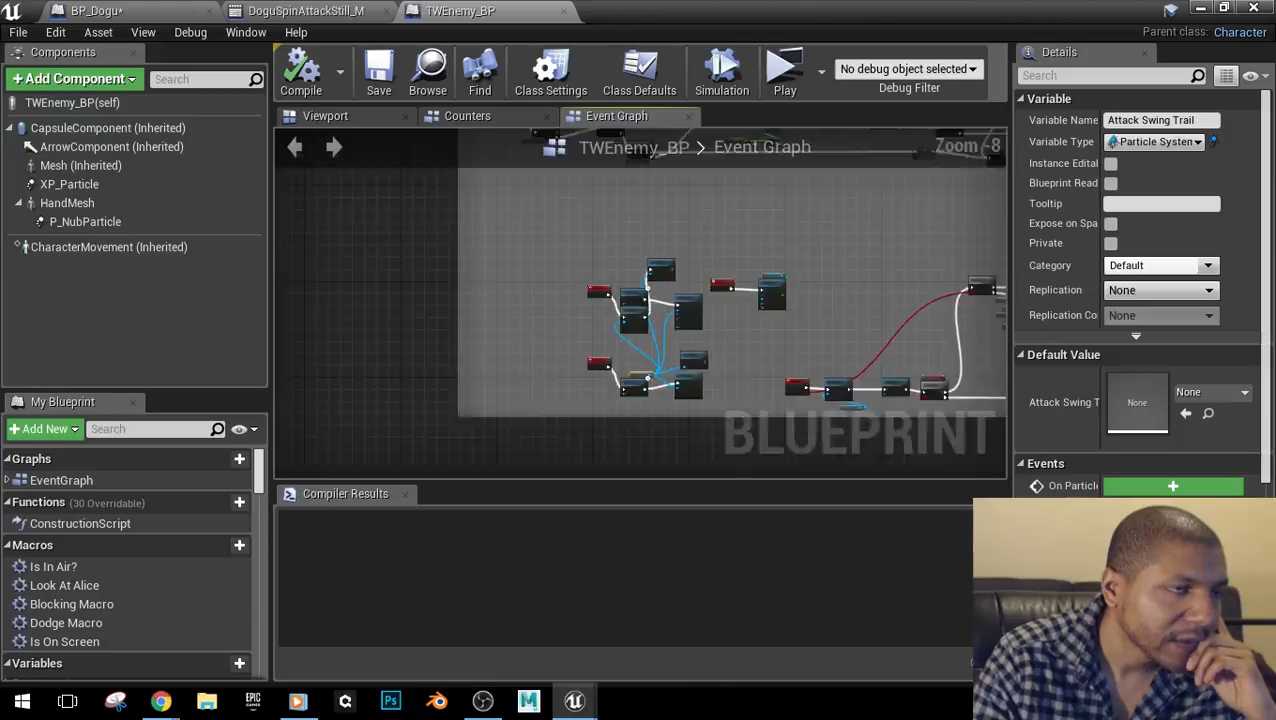 BP_Dogu*
DoguSpinAttackStill_M
TWEnemy_BP
File Edit Asset View Debug Window Help
Parent class: Character
Components
Add Component
Search
TWEnemy_BP(self)
CapsuleComponent (Inherited)
ArrowComponent (Inherited)
Mesh (Inherited)
XP_Particle
HandMesh
P_NubParticle
CharacterMovement (Inherited)
Compile
Save
Browse
Find
Class Settings
Class Defaults
Simulation
Play
No debug object selected
Debug Filter
Viewport
Counters
Event Graph
TWEnemy_BP > Event Graph
Zoom -8
BLUEPRINT
Compiler Results
My Blueprint
Add New
Search
Graphs
EventGraph
Functions (30 Overridable)
ConstructionScript
Macros
Is In Air?
Look At Alice
Blocking Macro
Dodge Macro
Is On Screen
Variables
Details
Search
Variable
Variable Name Attack Swing Trail
Variable Type Particle System
Instance Edital
Blueprint Read
Tooltip
Expose on Spa
Private
Category Default
Replication None
Replication Co None
Default Value
Attack Swing T None None
Events
On Particle
EPIC
GAMES
Ps
M